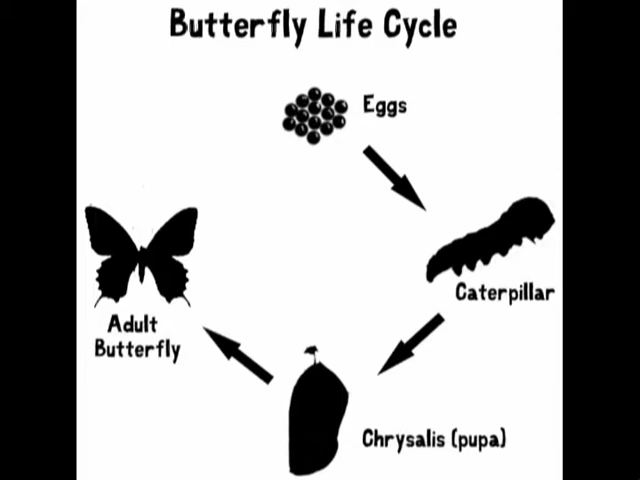 Butterfly Life Cycle
Eggs
Caterpillar
Adult
Butterfly
Chrysalis (pupa)